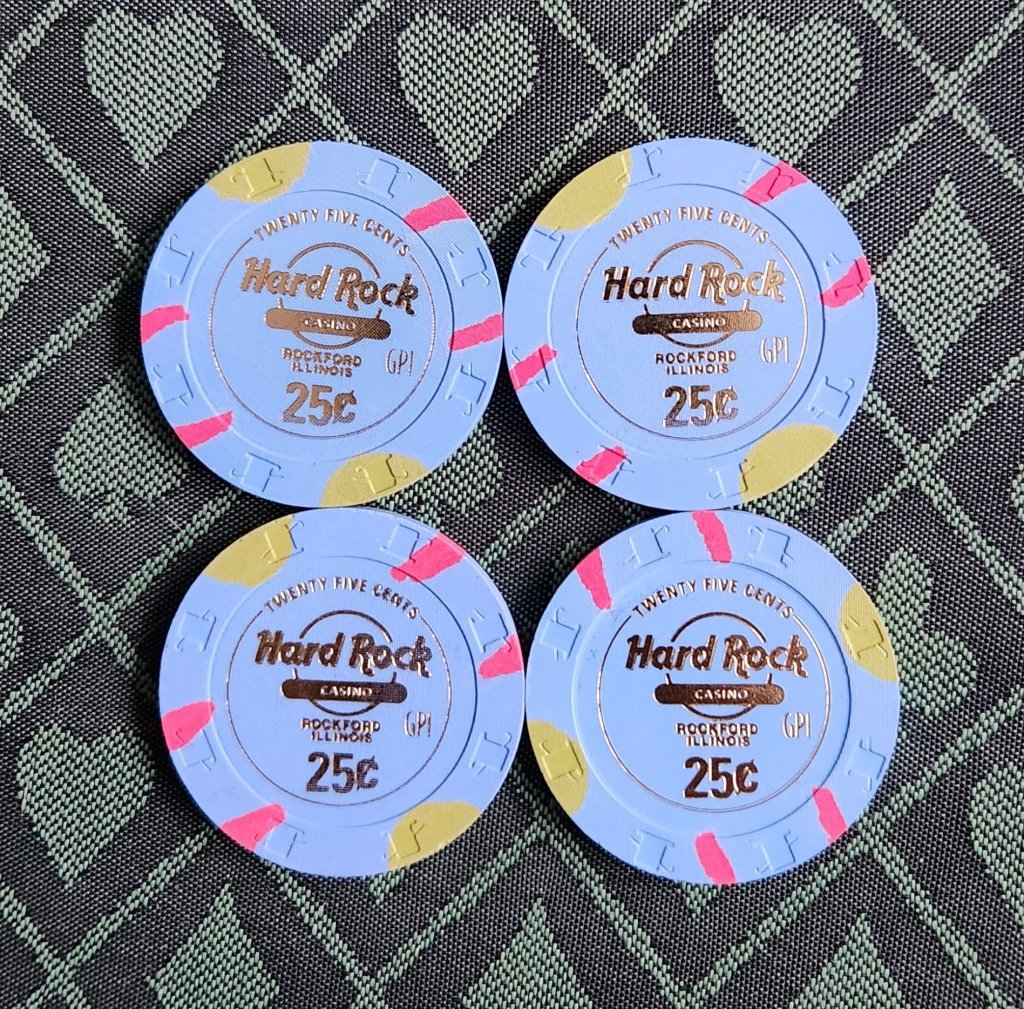 TWENTY FIVE CENTS
Hard Rock
CASINO
ROCKFORD
ILLINOIS
GPI
25¢
TWENTY FIVE CENTS
Hard Rock
CASINO
ROCKFORD
ILLINOIS
GPI
25¢
TWENTY FIVE CENTS
Hard Rock
CASINO
ROCKFORD
ILLINOIS
GPI
25¢
TWENTY FIVE CENTS
Hard Rock
CASINO
ROCKFORD
ILLINOIS
GPI
25¢